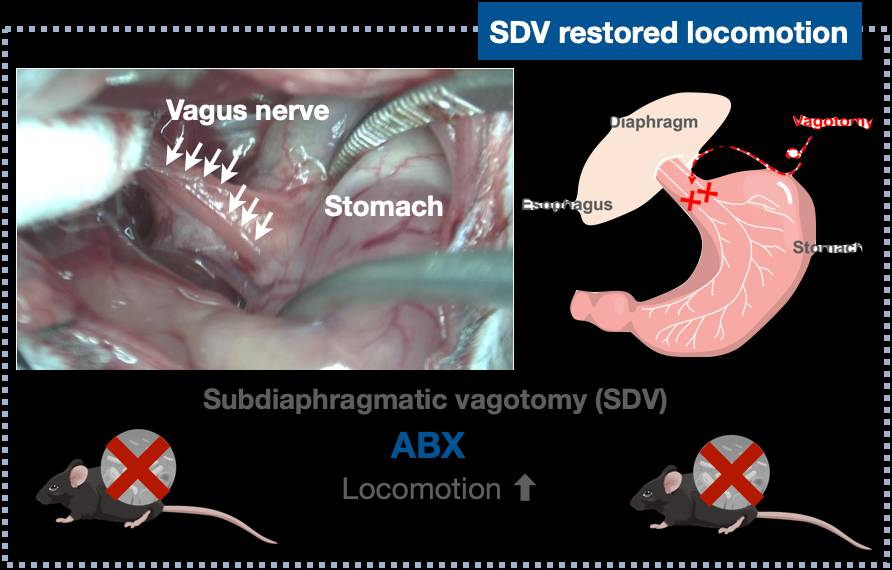 SDV restored locomotion
Vagus nerve
Stomach
Diaphragm
Vagotomy
Esophagus
Stomach
Subdiaphragmatic vagotomy (SDV)
ABX
Locomotion